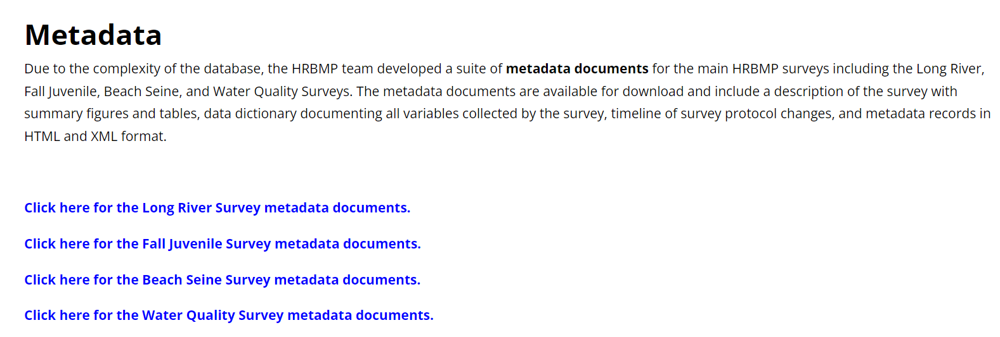 Metadata
Due to the complexity of the database, the HRBMP team developed a suite of metadata documents for the main HRBMP surveys including the Long River,
Fall Juvenile, Beach Seine, and Water Quality Surveys. The metadata documents are available for download and include a description of the survey with
summary figures and tables, data dictionary documenting all variables collected by the survey, timeline of survey protocol changes, and metadata records in
HTML and XML format.
Click here for the Long River Survey metadata documents.
Click here for the Fall Juvenile Survey metadata documents.
Click here for the Beach Seine Survey metadata documents.
Click here for the Water Quality Survey metadata documents.